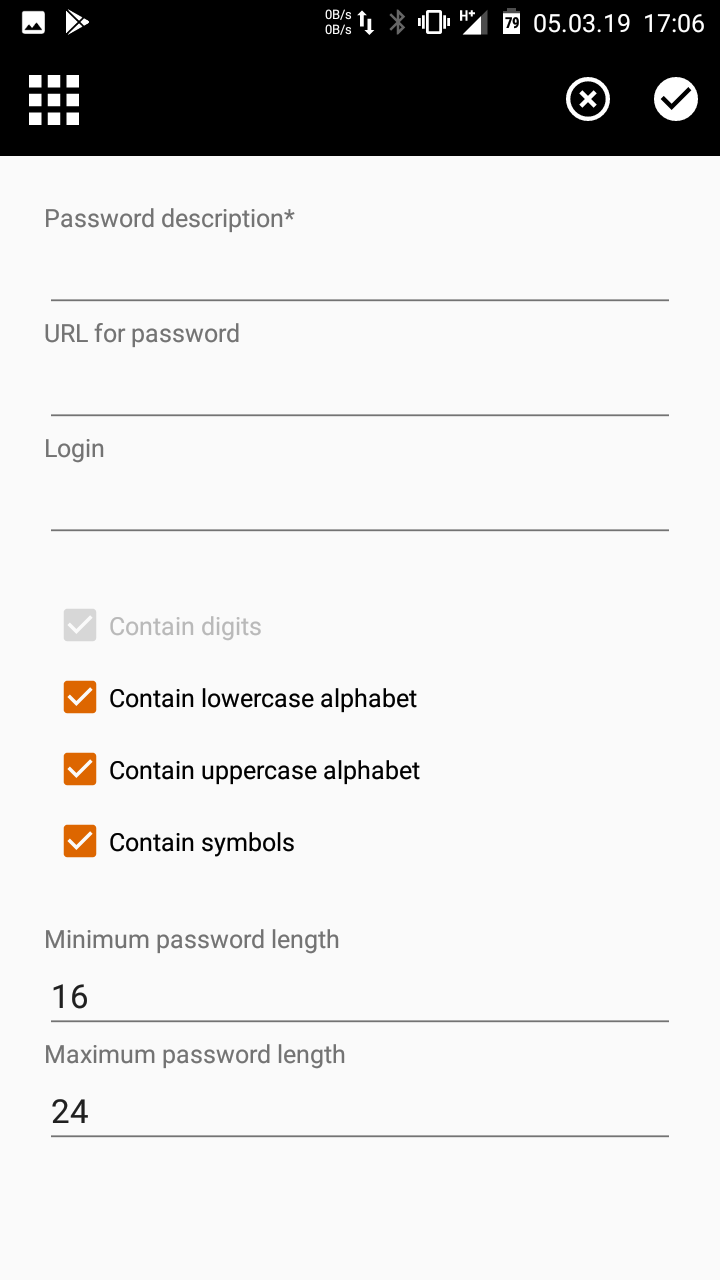 0B/s
0B/s
H+
79
05.03.19 17:06
Password description*
URL for password
Login
Contain digits
Contain lowercase alphabet
Contain uppercase alphabet
Contain symbols
Minimum password length
16
Maximum password length
24